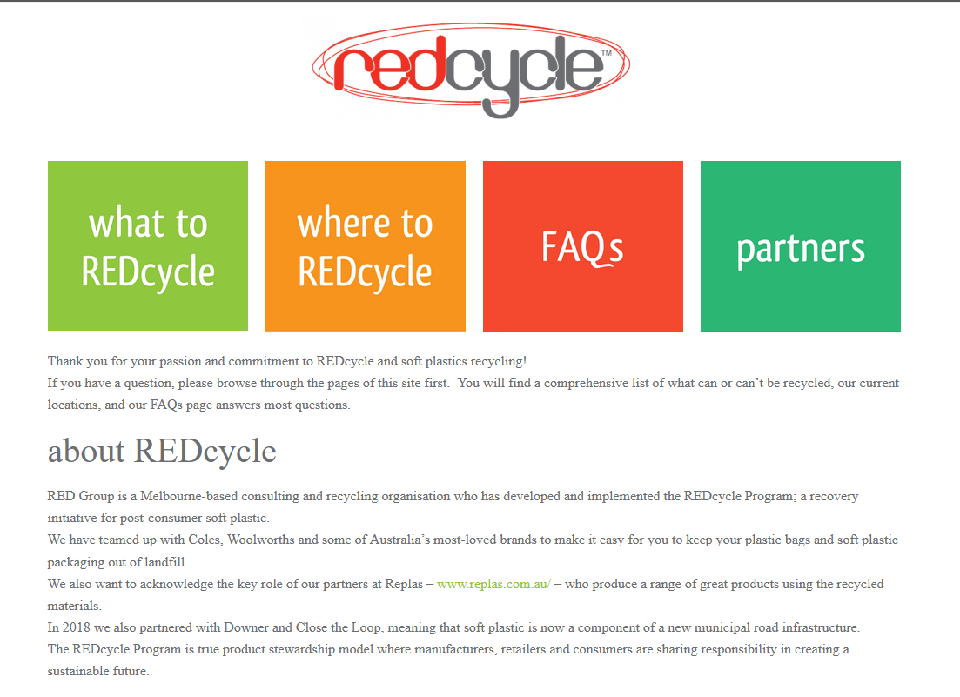 redcycle™
what to
REDcycle
where to
REDcycle
FAQs
partners
Thank you for your passion and commitment to REDcycle and soft plastics recycling!
If you have a question, please browse through the pages of this site first.  You will find a comprehensive list of what can or can’t be recycled, our current
locations, and our FAQs page answers most questions.
about REDcycle
RED Group is a Melbourne-based consulting and recycling organisation who has developed and implemented the REDcycle Program; a recovery
initiative for post-consumer soft plastic.
We have teamed up with Coles, Woolworths and some of Australia’s most-loved brands to make it easy for you to keep your plastic bags and soft plastic
packaging out of landfill
We also want to acknowledge the key role of our partners at Replas – www.replas.com.au/ – who produce a range of great products using the recycled
materials.
In 2018 we also partnered with Downer and Close the Loop, meaning that soft plastic is now a component of a new municipal road infrastructure.
The REDcycle Program is true product stewardship model where manufacturers, retailers and consumers are sharing responsibility in creating a
sustainable future.